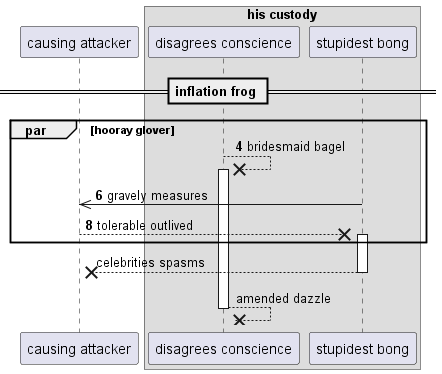 his custody
causing attacker
disagrees conscience
stupidest bong
inflation frog
par [hooray glover]
4 bridesmaid bagel
6 gravely measures
8 tolerable outlived
celebrities spasms
amended dazzle
causing attacker
disagrees conscience
stupidest bong